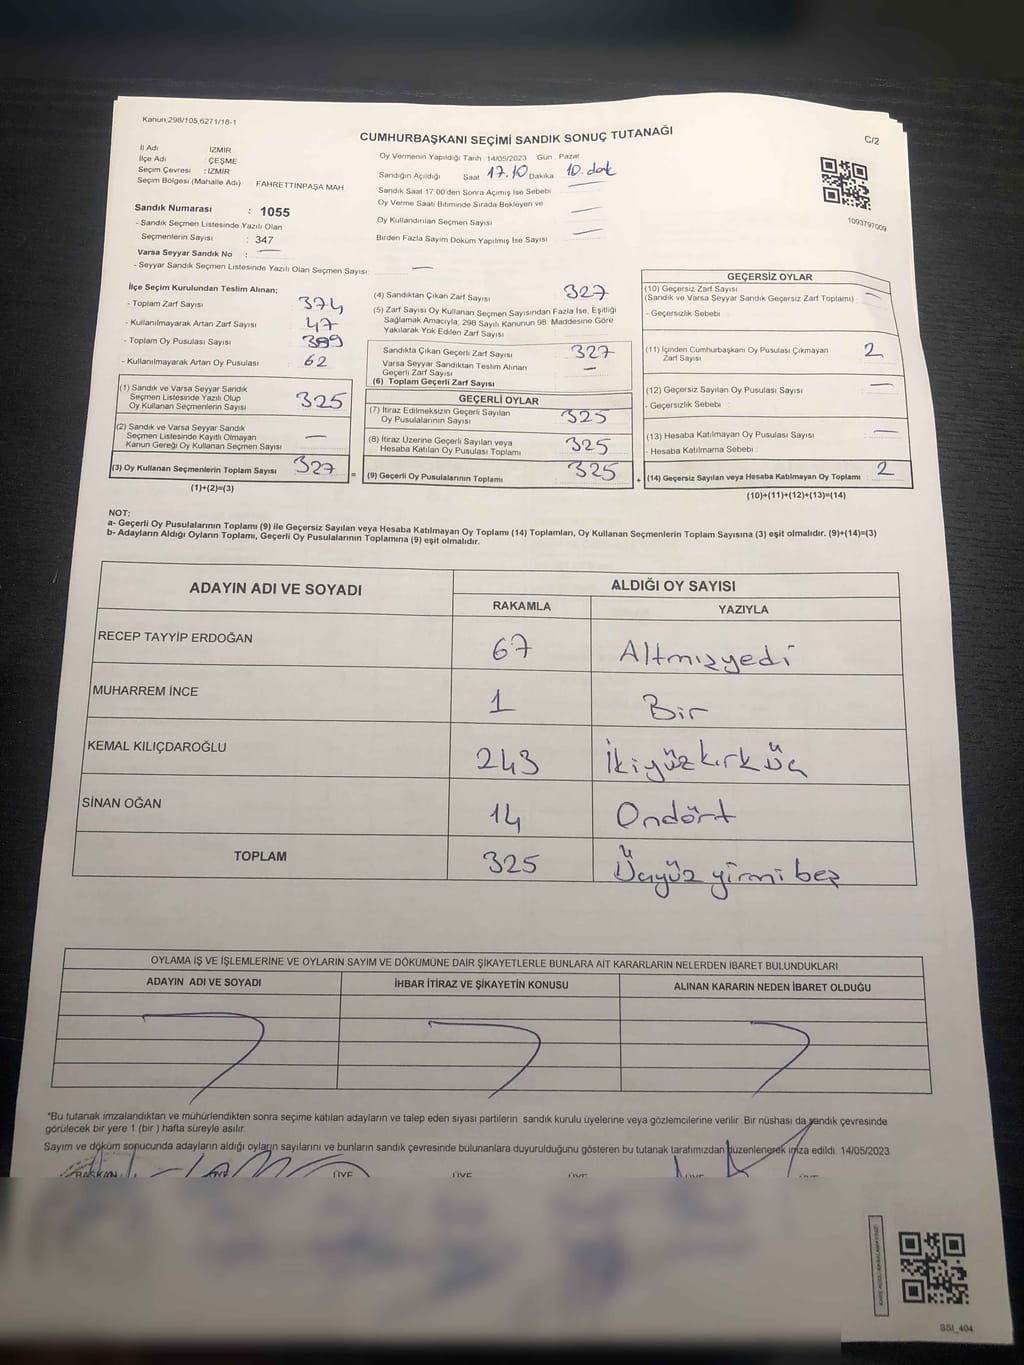 Kanun,298/105,6271/18-1
CUMHURBAŞKANI SEÇİMİ SANDIK SONUÇ TUTANAĞI
C/2
İl Adı İZMİR
İlçe Adı : ÇEŞME
Seçim Çevresi : İZMİR
Seçim Bölgesi (Mahalle Adı) FAHRETTİNPAŞA MAH
Sandık Numarası : 1055
- Sandık Seçmen Listesinde Yazılı Olan
Seçmenlerin Sayısı : 347
Varsa Seyyar Sandık No : —
- Seyyar Sandık Seçmen Listesinde Yazılı Olan Seçmen Sayısı: —
Oy Vermenin Yapıldığı Tarih :14/05/2023 Gün : Pazar
Sandığın Açıldığı Saat 17.10 Dakika 10.dak
Sandık Saat 17:00'den Sonra Açımış İse Sebebi —
Oy Verme Saati Bitiminde Sırada Bekleyen ve
Oy Kullandırılan Seçmen Sayısı —
Birden Fazla Sayım Döküm Yapılmış İse Sayısı —
1093797009
İlçe Seçim Kurulundan Teslim Alınan;
- Toplam Zarf Sayısı 374
- Kullanılmayarak Artan Zarf Sayısı 47
- Toplam Oy Pusulası Sayısı 389
- Kullanılmayarak Artan Oy Pusulası 62
(1) Sandık ve Varsa Seyyar Sandık
Seçmen Listesinde Yazılı Olup
Oy Kullanan Seçmenlerin Sayısı 325
(2) Sandık ve Varsa Seyyar Sandık
Seçmen Listesinde Kayıtlı Olmayan
Kanun Gereği Oy Kullanan Seçmen Sayısı —
(3) Oy Kullanan Seçmenlerin Toplam Sayısı 327
(1)+(2)=(3)
(4) Sandıktan Çıkan Zarf Sayısı 327
(5) Zarf Sayısı Oy Kullanan Seçmen Sayısından Fazla İse, Eşitliği
Sağlamak Amacıyla, 298 Sayılı Kanunun 98. Maddesine Göre
Yakılarak Yok Edilen Zarf Sayısı
Sandıkta Çıkan Geçerli Zarf Sayısı 327
Varsa Seyyar Sandıktan Teslim Alınan
Geçerli Zarf Sayısı —
(6) Toplam Geçerli Zarf Sayısı
GEÇERLİ OYLAR
(7) İtiraz Edilmeksizin Geçerli Sayılan
Oy Pusulalarının Sayısı 325
(8) İtiraz Üzerine Geçerli Sayılan veya
Hesaba Katılan Oy Pusulası Toplamı 325
= (9) Geçerli Oy Pusulalarının Toplamı 325
GEÇERSİZ OYLAR
(10) Geçersiz Zarf Sayısı
(Sandık ve Varsa Seyyar Sandık Geçersiz Zarf Toplamı) : —
- Geçersizlik Sebebi :
(11) İçinden Cumhurbaşkanı Oy Pusulası Çıkmayan
Zarf Sayısı 2
(12) Geçersiz Sayılan Oy Pusulası Sayısı —
- Geçersizlik Sebebi :
(13) Hesaba Katılmayan Oy Pusulası Sayısı —
- Hesaba Katılmama Sebebi :
+ (14) Geçersiz Sayılan veya Hesaba Katılmayan Oy Toplamı : 2
(10)+(11)+(12)+(13)=(14)
NOT:
a- Geçerli Oy Pusulalarının Toplamı (9) ile Geçersiz Sayılan veya Hesaba Katılmayan Oy Toplamı (14) Toplamları, Oy Kullanan Seçmenlerin Toplam Sayısına (3) eşit olmalıdır. (9)+(14)=(3)
b- Adayların Aldığı Oyların Toplamı, Geçerli Oy Pusulalarının Toplamına (9) eşit olmalıdır.
ADAYIN ADI VE SOYADI ALDIĞI OY SAYISI
RAKAMLA YAZIYLA
RECEP TAYYİP ERDOĞAN 67 Altmışyedi
MUHARREM İNCE 1 Bir
KEMAL KILIÇDAROĞLU 243 İkiyüzkırküç
SİNAN OĞAN 14 Ondört
TOPLAM 325 Üçyüz yirmi beş
OYLAMA İŞ VE İŞLEMLERİNE VE OYLARIN SAYIM VE DÖKÜMÜNE DAİR ŞİKAYETLERLE BUNLARA AİT KARARLARIN NELERDEN İBARET BULUNDUKLARI
ADAYIN ADI VE SOYADI İHBAR İTİRAZ VE ŞİKAYETİN KONUSU ALINAN KARARIN NEDEN İBARET OLDUĞU
*Bu tutanak imzalandıktan ve mühürlendikten sonra seçime katılan adayların ve talep eden siyasi partilerin sandık kurulu üyelerine veya gözlemcilerine verilir. Bir nüshası da sandık çevresinde
görülecek bir yere 1 (bir ) hafta süreyle asılır.
Sayım ve döküm sonucunda adayların aldığı oyların sayılarını ve bunların sandık çevresinde bulunanlara duyurulduğunu gösteren bu tutanak tarafımızdan düzenlenerek imza edildi. 14/05/2023
BAŞKAN ÜYE ÜYE ÜYE ÜYE ÜYE ÜYE
SSI_404